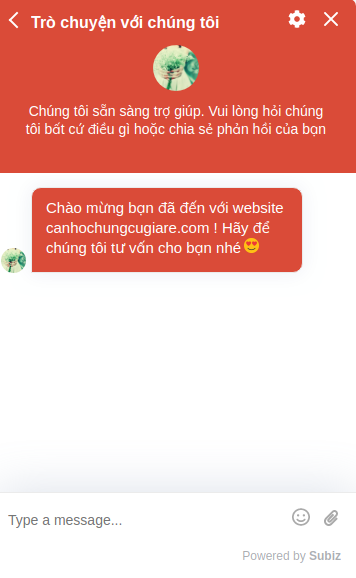 Trò chuyện với chúng tôi
Chúng tôi sẵn sàng trợ giúp. Vui lòng hỏi chúng
tôi bất cứ điều gì hoặc chia sẻ phản hồi của bạn
Chào mừng bạn đã đến với website
canhochungcugiare.com ! Hãy để
chúng tôi tư vấn cho bạn nhé😍
Type a message...
Powered by Subiz